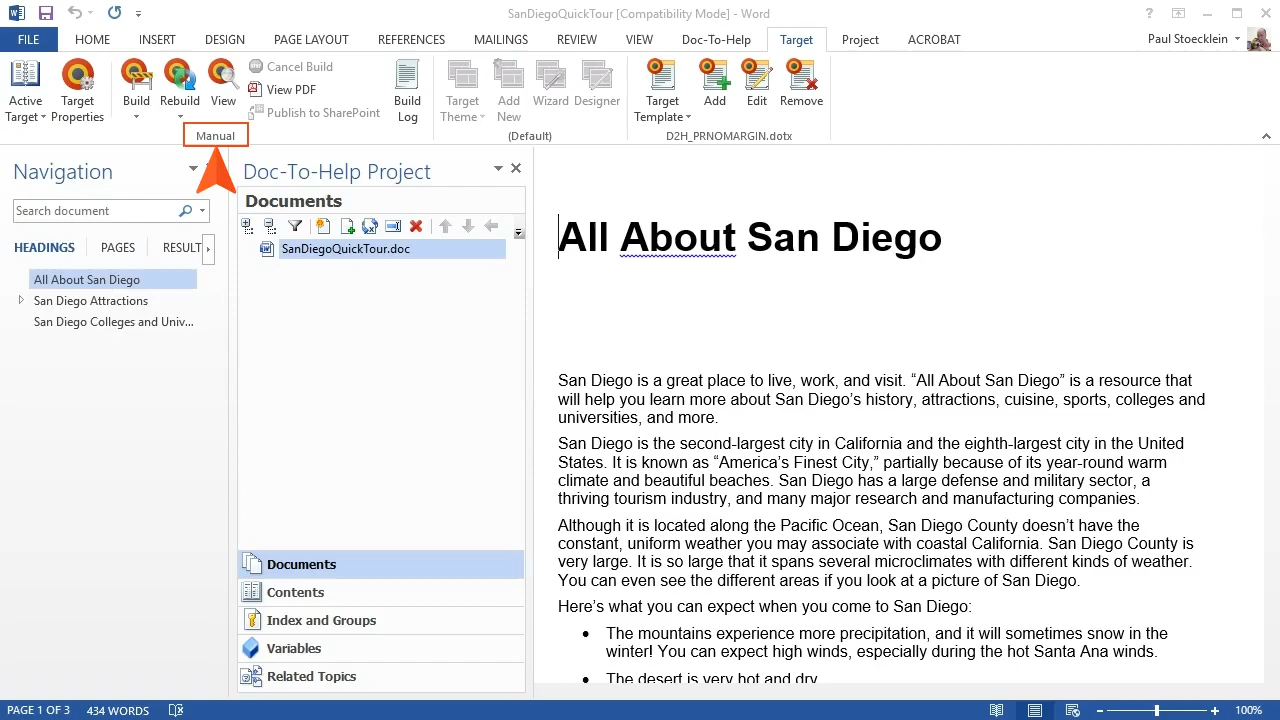 SanDiegoQuickTour [Compatibility Mode] - Word
FILE HOME INSERT DESIGN PAGE LAYOUT REFERENCES MAILINGS REVIEW VIEW Doc-To-Help Target Project ACROBAT Paul Stoecklein
Active Target
Target Properties
Build
Rebuild
View
Cancel Build
View PDF
Publish to SharePoint
Build Log
Manual
Target Theme
Add New
Wizard
Designer
(Default)
Target Template
Add
Edit
Remove
D2H_PRNOMARGIN.dotx
Navigation
Search document
HEADINGS PAGES RESULT
All About San Diego
San Diego Attractions
San Diego Colleges and Univ...
Doc-To-Help Project
Documents
SanDiegoQuickTour.doc
Documents
Contents
Index and Groups
Variables
Related Topics
All About San Diego
San Diego is a great place to live, work, and visit. “All About San Diego” is a resource that
will help you learn more about San Diego’s history, attractions, cuisine, sports, colleges and
universities, and more.
San Diego is the second-largest city in California and the eighth-largest city in the United
States. It is known as “America’s Finest City,” partially because of its year-round warm
climate and beautiful beaches. San Diego has a large defense and military sector, a
thriving tourism industry, and many major research and manufacturing companies.
Although it is located along the Pacific Ocean, San Diego County doesn’t have the
constant, uniform weather you may associate with coastal California. San Diego County is
very large. It is so large that it spans several microclimates with different kinds of weather.
You can even see the different areas if you look at a picture of San Diego.
Here’s what you can expect when you come to San Diego:
• The mountains experience more precipitation, and it will sometimes snow in the
winter! You can expect high winds, especially during the hot Santa Ana winds.
• The desert is very hot and dry
PAGE 1 OF 3 434 WORDS 100%